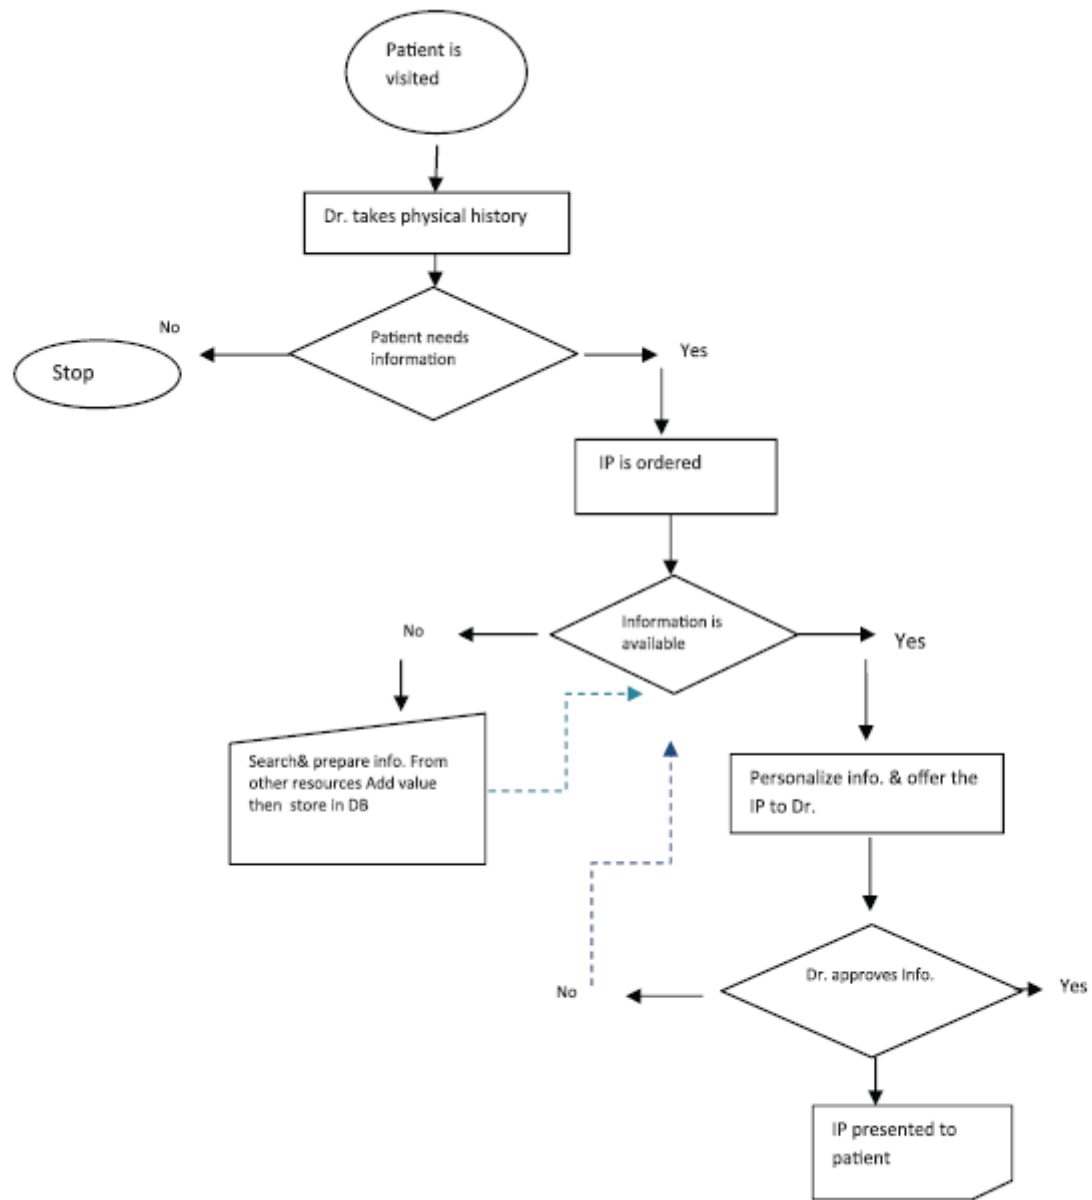 Patient is
visited
Dr. takes physical history
No
Patient needs
information
Yes
Stop
IP is ordered
No
Information is
available
Yes
Search& prepare info. From
other resources Add value
then  store in DB
Personalize info. & offer the
IP to Dr.
Dr. approves Info.
No
Yes
IP presented to
patient